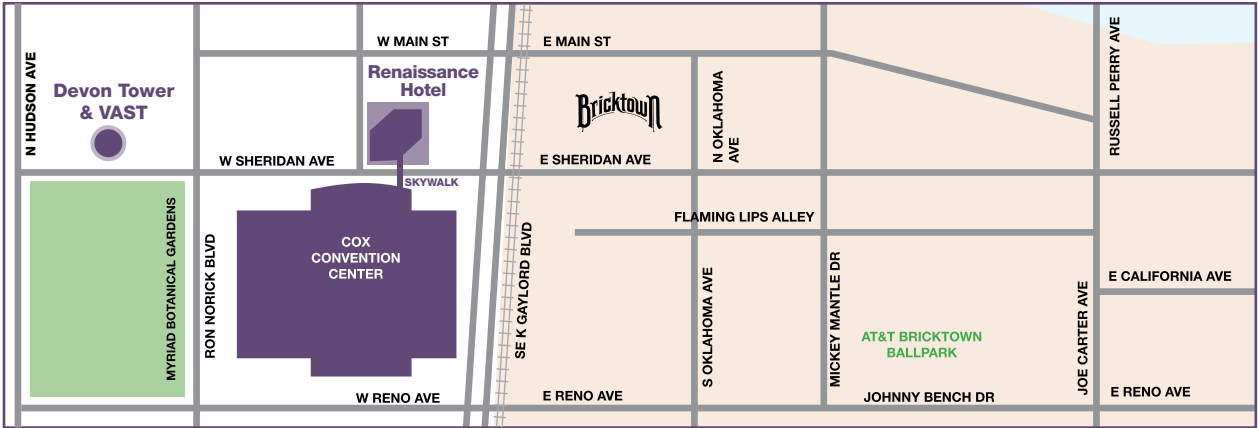 W MAIN ST
E MAIN ST
RUSSELL PERRY AVE
N HUDSON AVE
Devon Tower
& VAST
Renaissance
Hotel
Bricktown
N OKLAHOMA
AVE
W SHERIDAN AVE
E SHERIDAN AVE
SKYWALK
FLAMING LIPS ALLEY
MYRIAD BOTANICAL GARDENS
RON NORICK BLVD
COX
CONVENTION
CENTER
SE K GAYLORD BLVD
S OKLAHOMA AVE
MICKEY MANTLE DR
AT&T BRICKTOWN
BALLPARK
JOE CARTER AVE
E CALIFORNIA AVE
W RENO AVE
E RENO AVE
JOHNNY BENCH DR
E RENO AVE